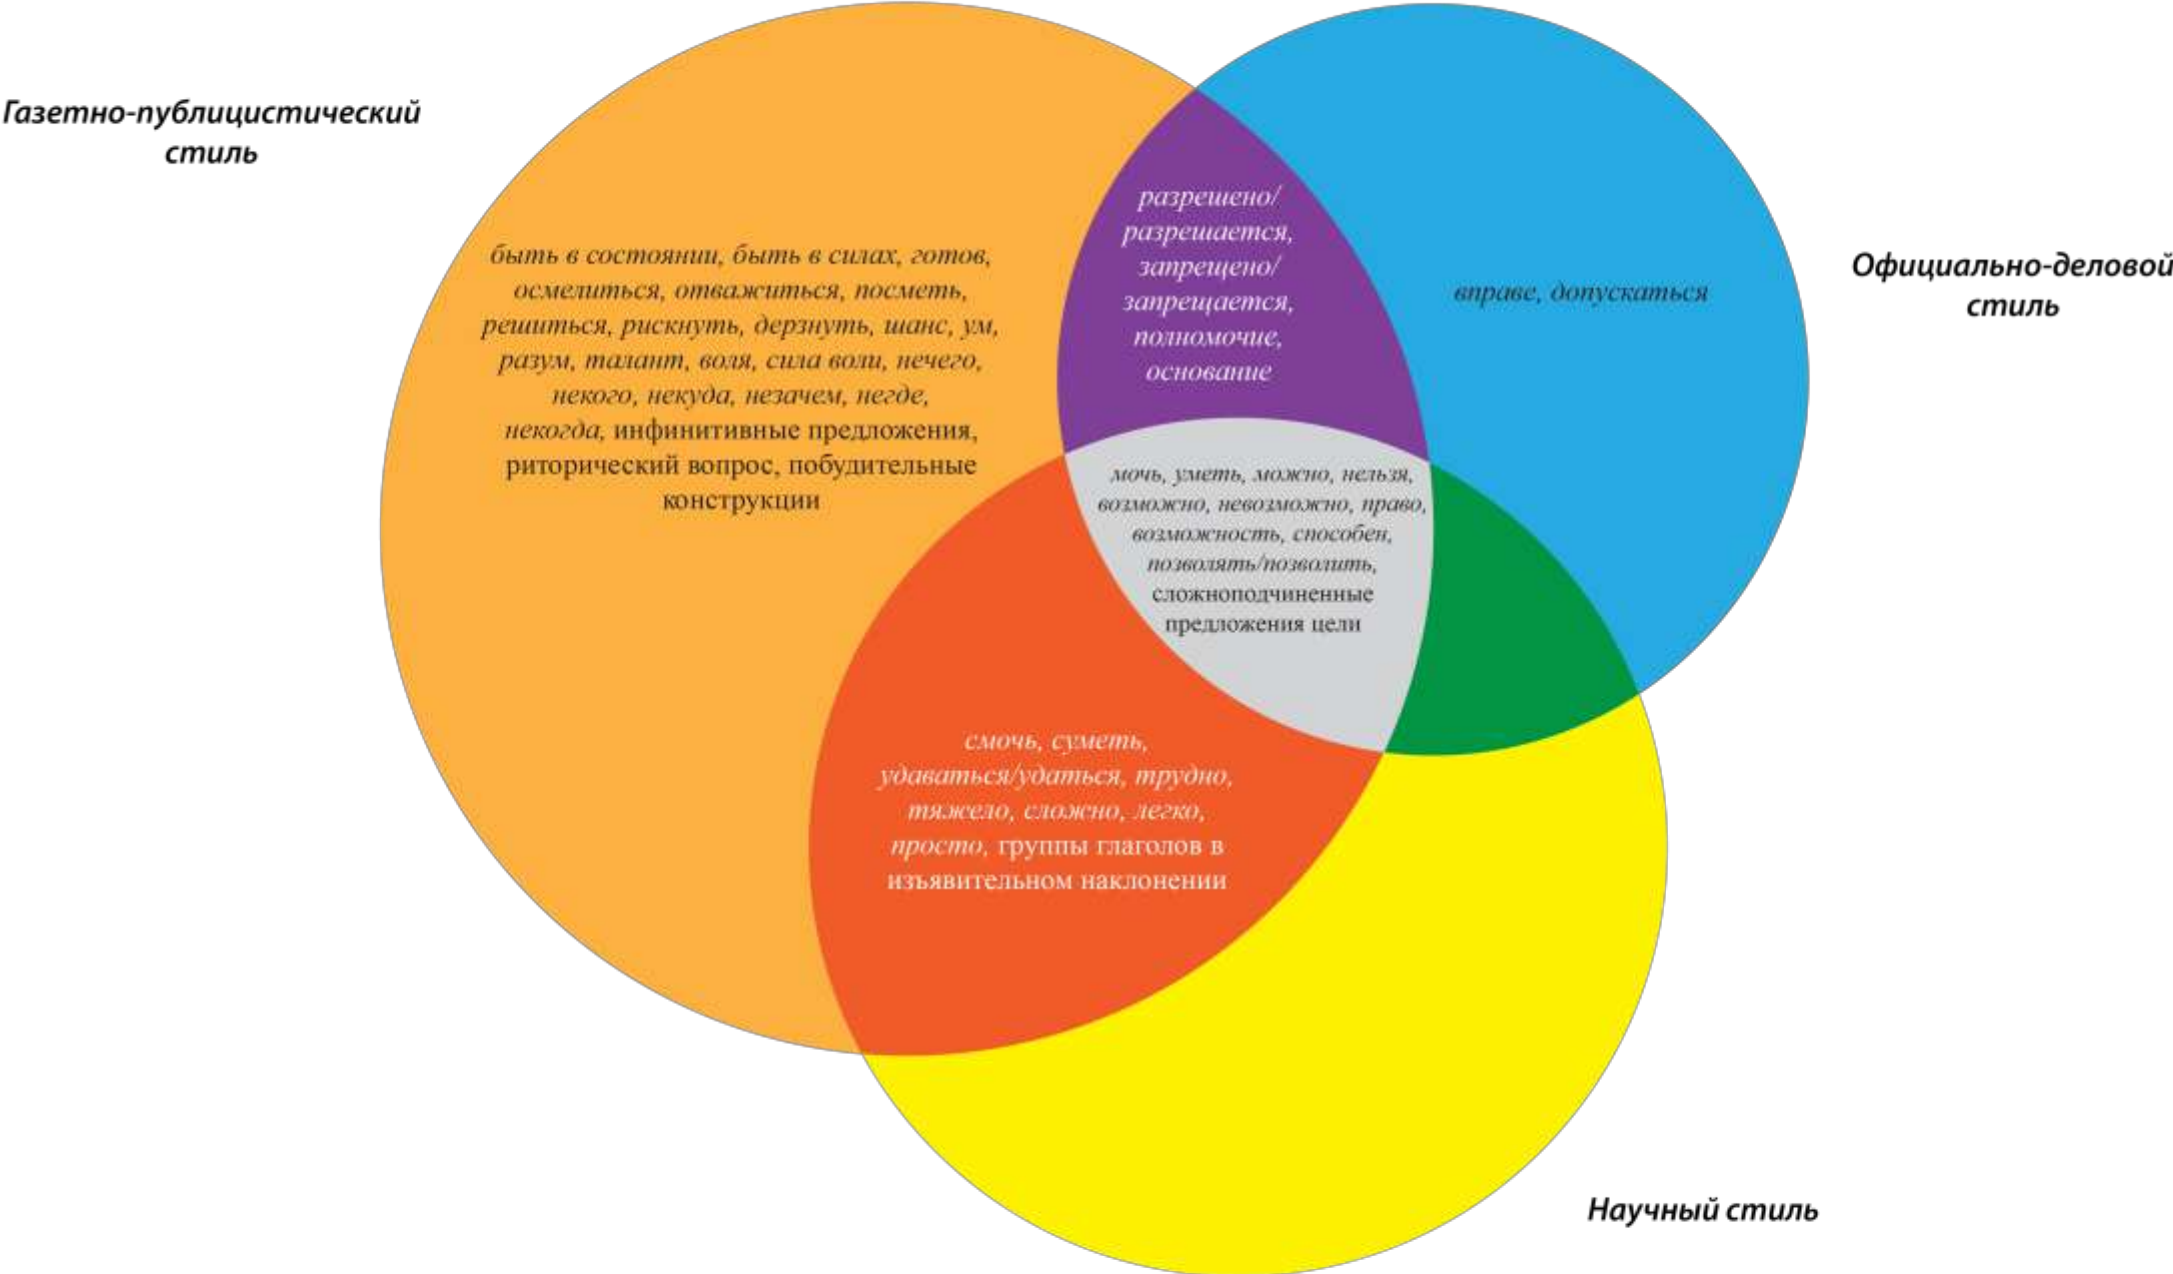 Газетно-публицистический
стиль
быть в состоянии, быть в силах, готов,
осмелиться, отважиться, посметь,
решиться, рискнуть, дерзнуть, шанс, ум,
разум, талант, воля, сила воли, нечего,
некого, некуда, незачем, негде,
некогда, инфинитивные предложения,
риторический вопрос, побудительные
конструкции
разрешено/
разрешается,
запрещено/
запрещается,
полномочие,
основание
вправе, допускаться
Официально-деловой
стиль
мочь, уметь, можно, нельзя,
возможно, невозможно, право,
возможность, способен,
позволять/позволить,
сложноподчиненные
предложения цели
смочь, суметь,
удаваться/удаться, трудно,
тяжело, сложно, легко,
просто, группы глаголов в
изъявительном наклонении
Научный стиль